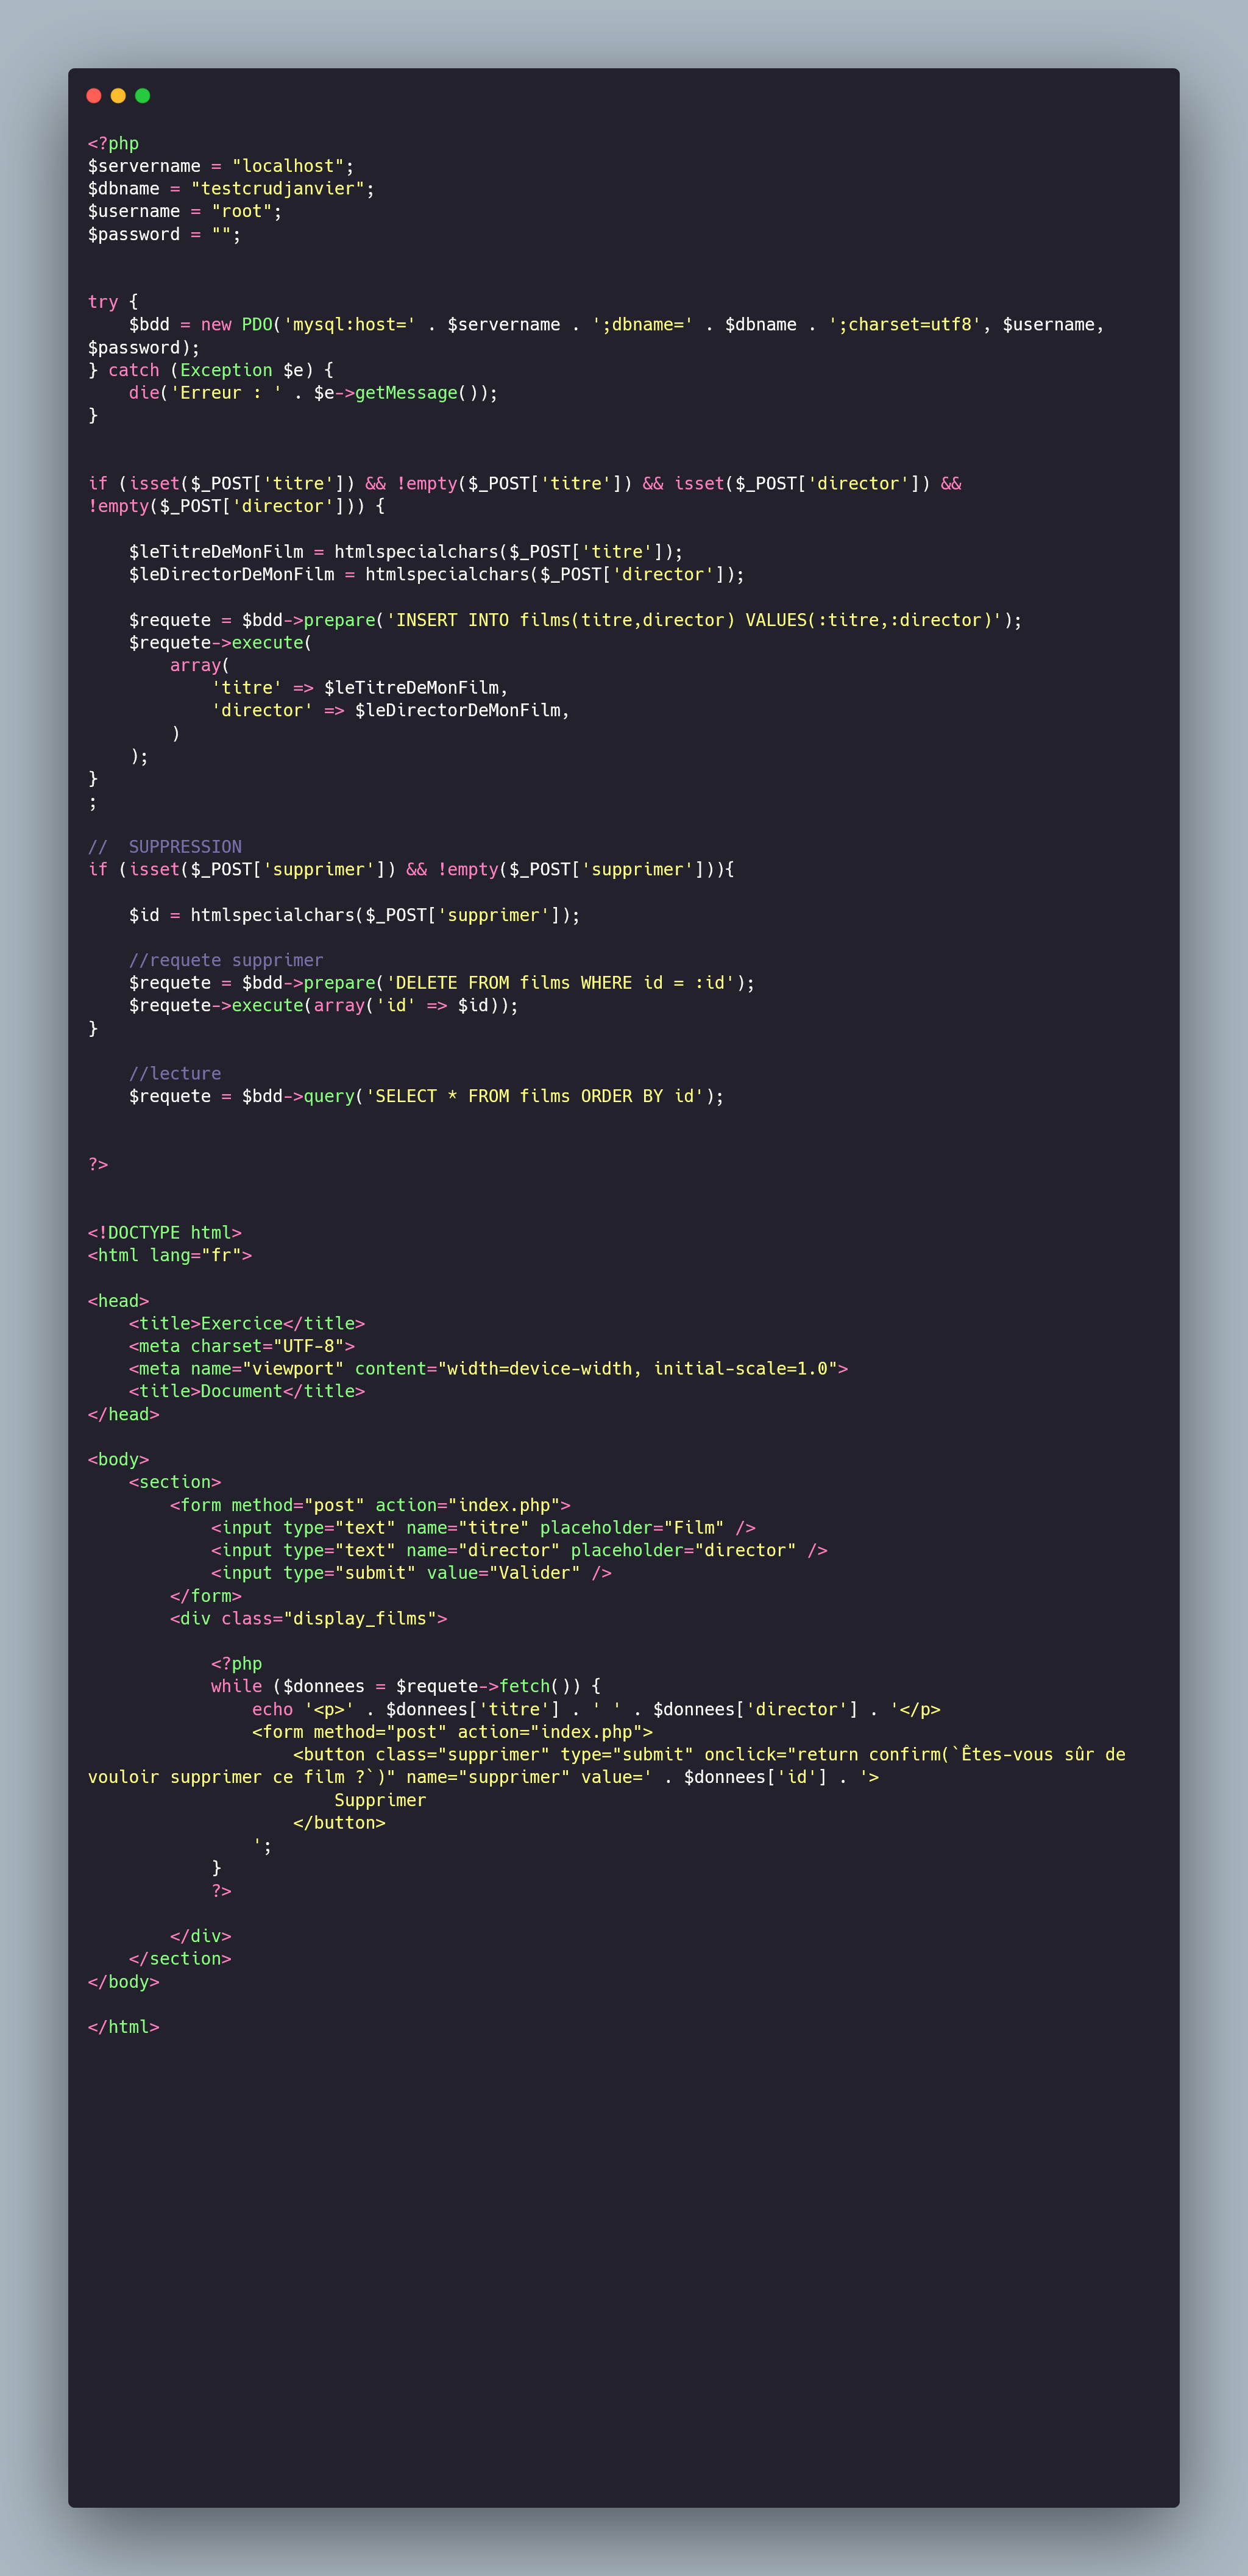 <?php
$servername = "localhost";
$dbname = "testcrudjanvier";
$username = "root";
$password = "";
try {
    $bdd = new PDO('mysql:host=' . $servername . ';dbname=' . $dbname . ';charset=utf8', $username,
$password);
} catch (Exception $e) {
    die('Erreur : ' . $e->getMessage());
}
if (isset($_POST['titre']) && !empty($_POST['titre']) && isset($_POST['director']) &&
!empty($_POST['director'])) {
    $leTitreDeMonFilm = htmlspecialchars($_POST['titre']);
    $leDirectorDeMonFilm = htmlspecialchars($_POST['director']);
    $requete = $bdd->prepare('INSERT INTO films(titre,director) VALUES(:titre,:director)');
    $requete->execute(
        array(
            'titre' => $leTitreDeMonFilm,
            'director' => $leDirectorDeMonFilm,
        )
    );
}
;
//  SUPPRESSION
if (isset($_POST['supprimer']) && !empty($_POST['supprimer'])){
    $id = htmlspecialchars($_POST['supprimer']);
    //requete supprimer
    $requete = $bdd->prepare('DELETE FROM films WHERE id = :id');
    $requete->execute(array('id' => $id));
}
    //lecture
    $requete = $bdd->query('SELECT * FROM films ORDER BY id');
?>
<!DOCTYPE html>
<html lang="fr">
<head>
    <title>Exercice</title>
    <meta charset="UTF-8">
    <meta name="viewport" content="width=device-width, initial-scale=1.0">
    <title>Document</title>
</head>
<body>
    <section>
        <form method="post" action="index.php">
            <input type="text" name="titre" placeholder="Film" />
            <input type="text" name="director" placeholder="director" />
            <input type="submit" value="Valider" />
        </form>
        <div class="display_films">
            <?php
            while ($donnees = $requete->fetch()) {
                echo '<p>' . $donnees['titre'] . ' ' . $donnees['director'] . '</p>
                <form method="post" action="index.php">
                    <button class="supprimer" type="submit" onclick="return confirm(`Êtes-vous sûr de
vouloir supprimer ce film ?`)" name="supprimer" value=' . $donnees['id'] . '>
                        Supprimer
                    </button>
                ';
            }
            ?>
        </div>
    </section>
</body>
</html>